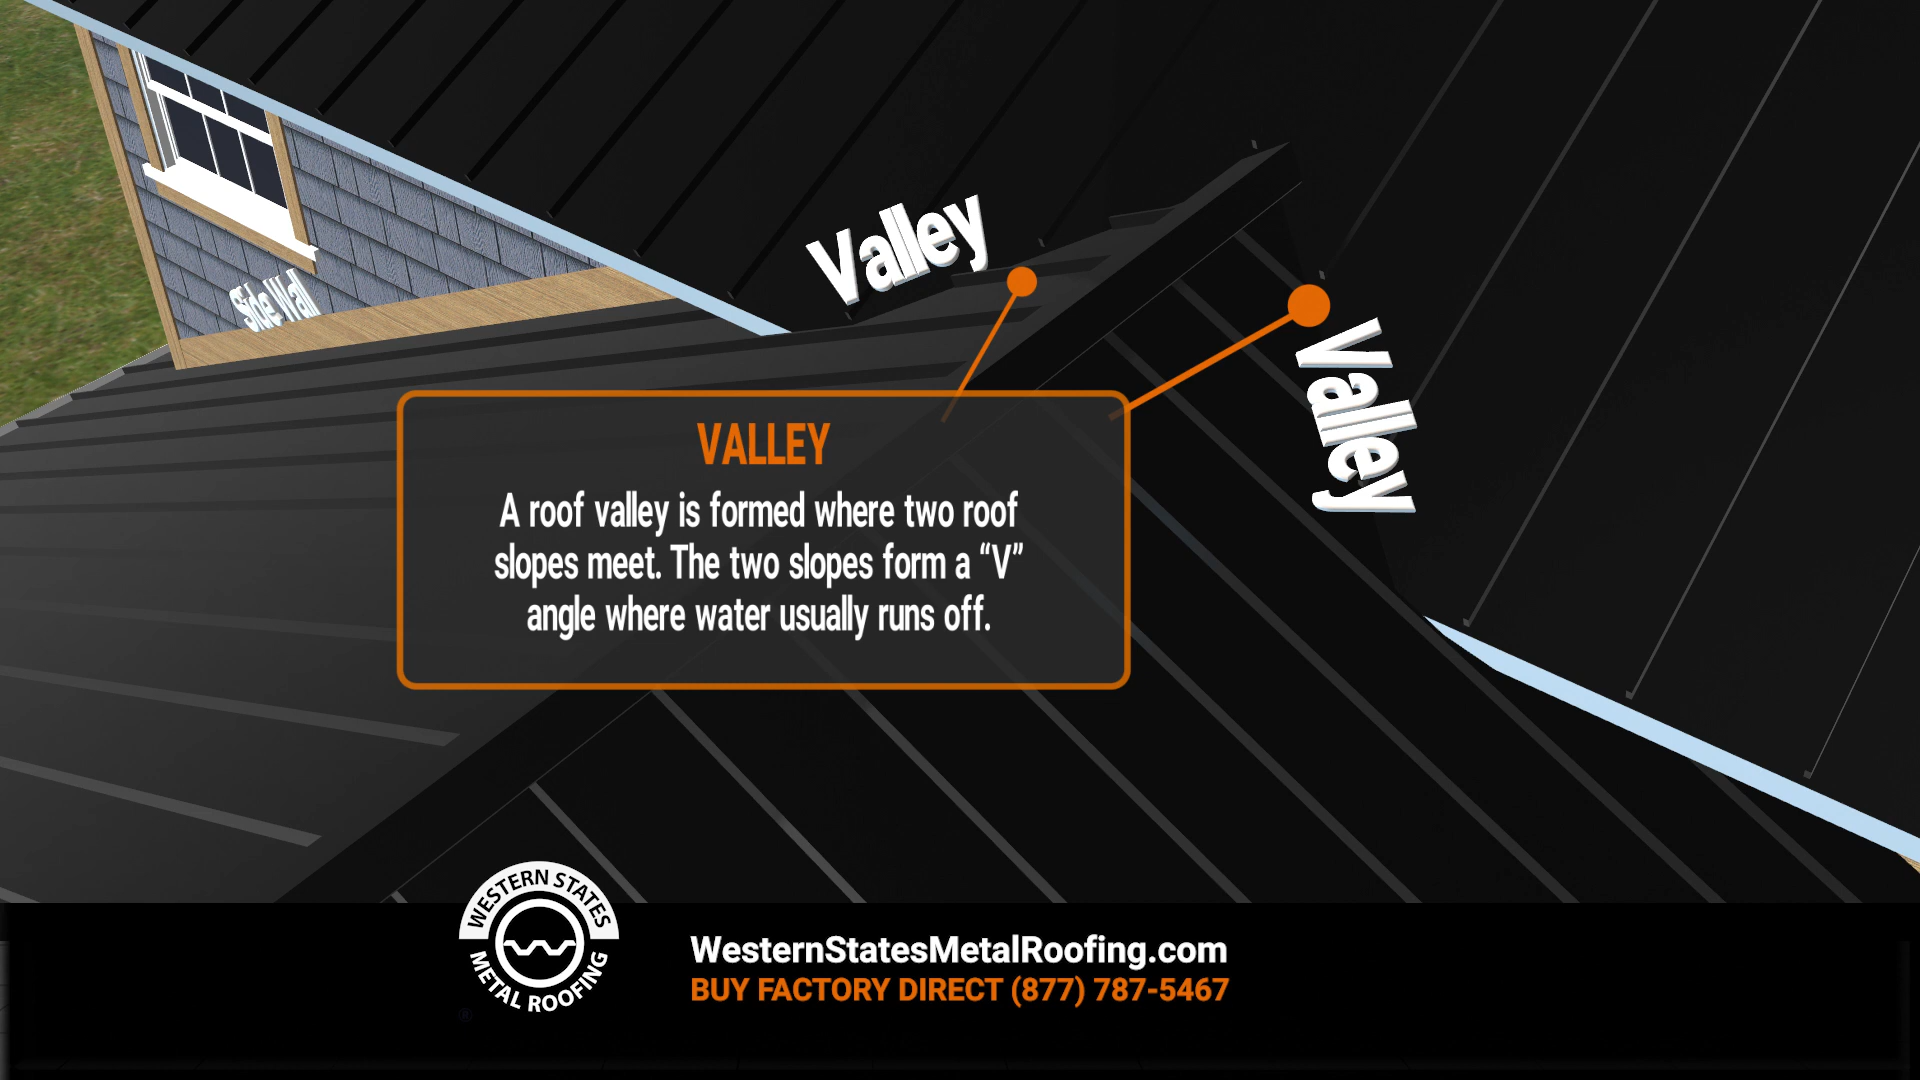 Valley
Side Wall
Valley
VALLEY
A roof valley is formed where two roof
slopes meet. The two slopes form a “V”
angle where water usually runs off.
WESTERN STATES
METAL ROOFING
®
WesternStatesMetalRoofing.com
BUY FACTORY DIRECT (877) 787-5467